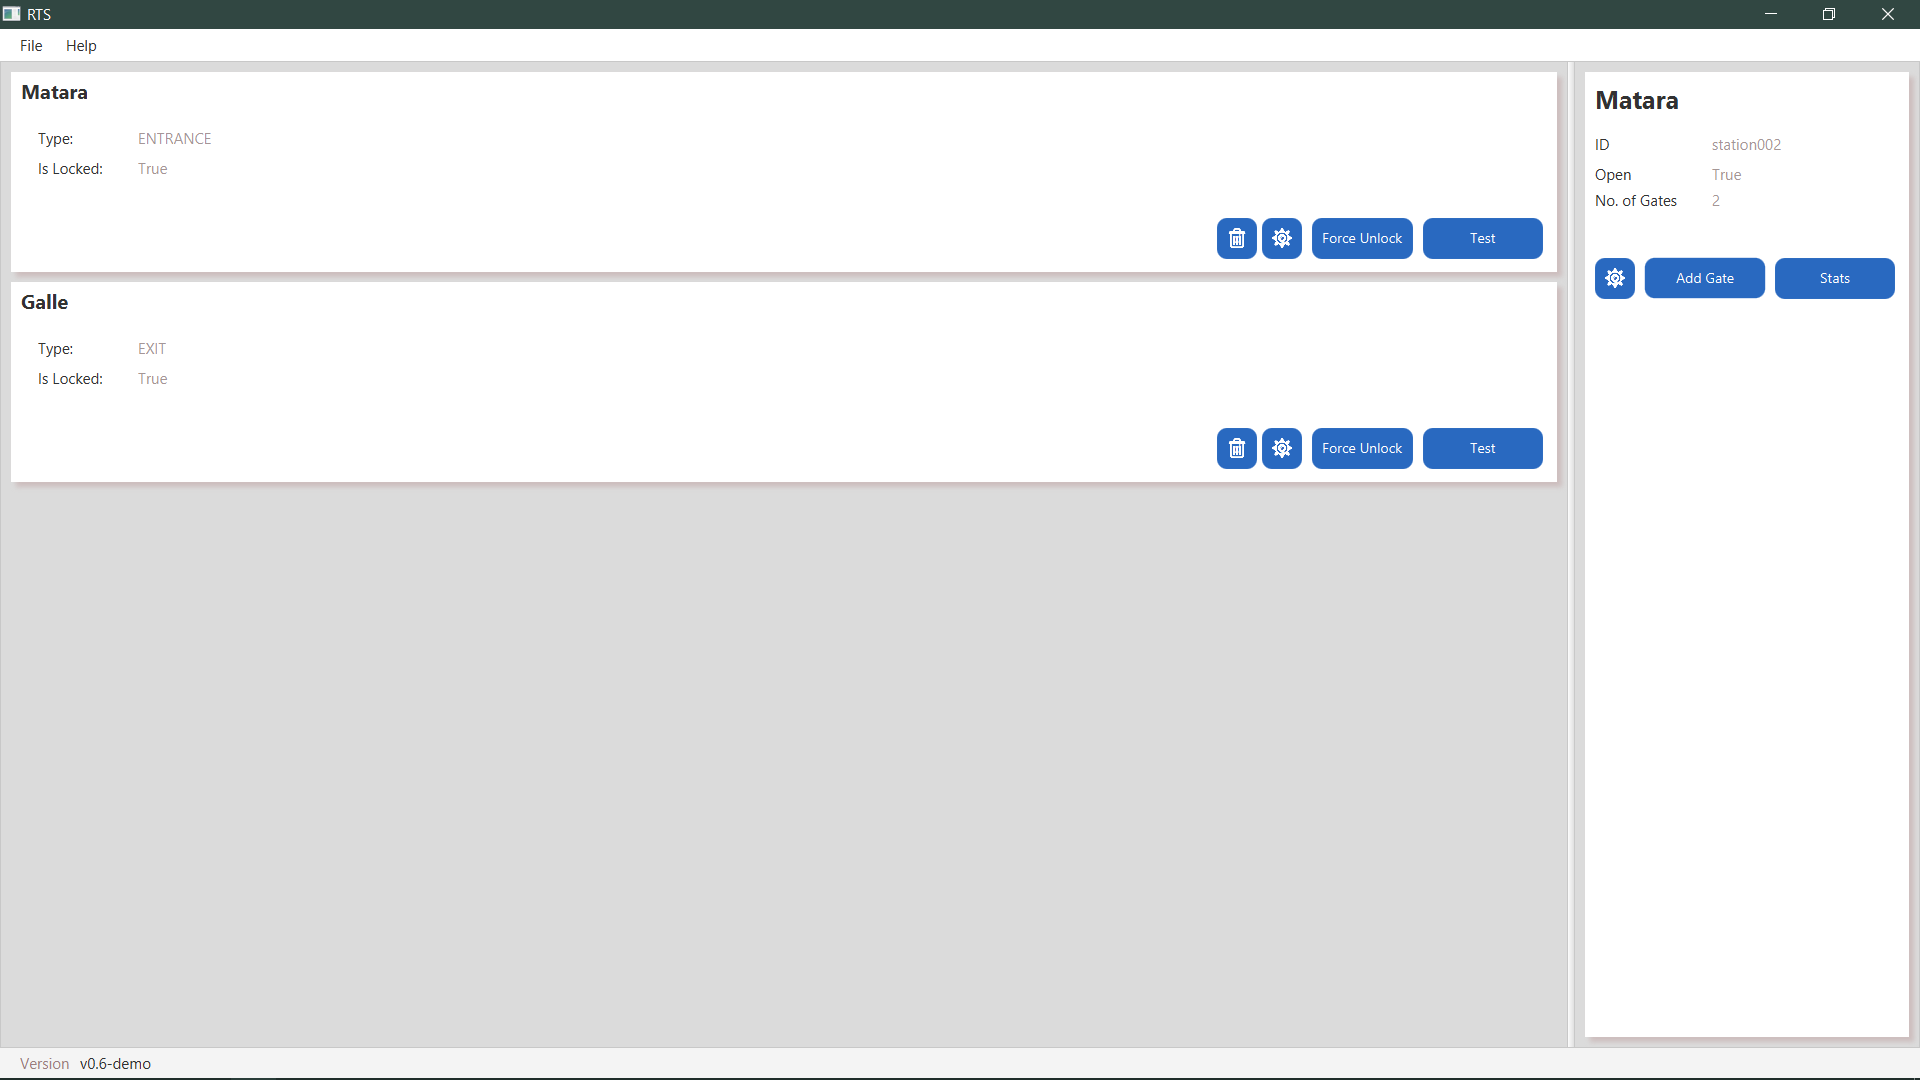 RTS
File Help
Matara
Type: ENTRANCE
Is Locked: True
Force Unlock Test
Galle
Type: EXIT
Is Locked: True
Force Unlock Test
Matara
ID station002
Open True
No. of Gates 2
Add Gate Stats
Version v0.6-demo